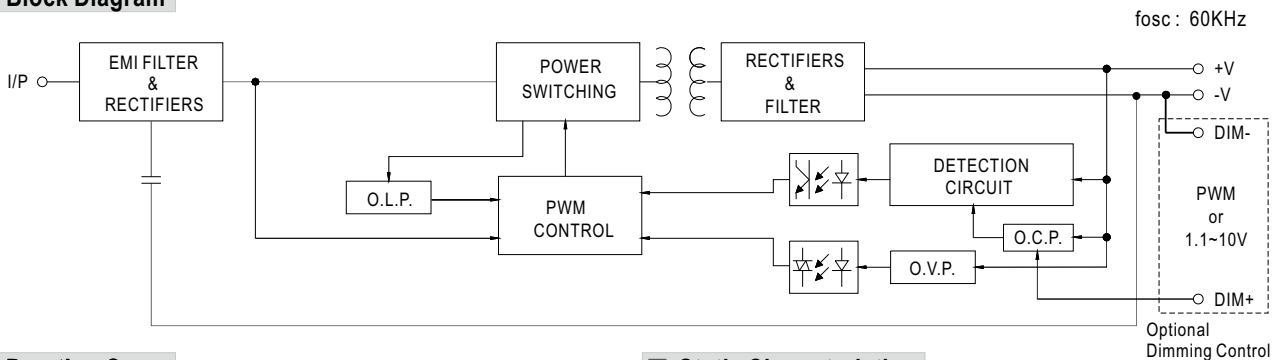 Block Diagram
fosc : 60KHz
I/P
EMI FILTER
&
RECTIFIERS
POWER
SWITCHING
RECTIFIERS
&
FILTER
+V
-V
DIM-
O.L.P.
PWM
CONTROL
DETECTION
CIRCUIT
O.C.P.
O.V.P.
PWM
or
1.1~10V
DIM+
Optional
Dimming Control